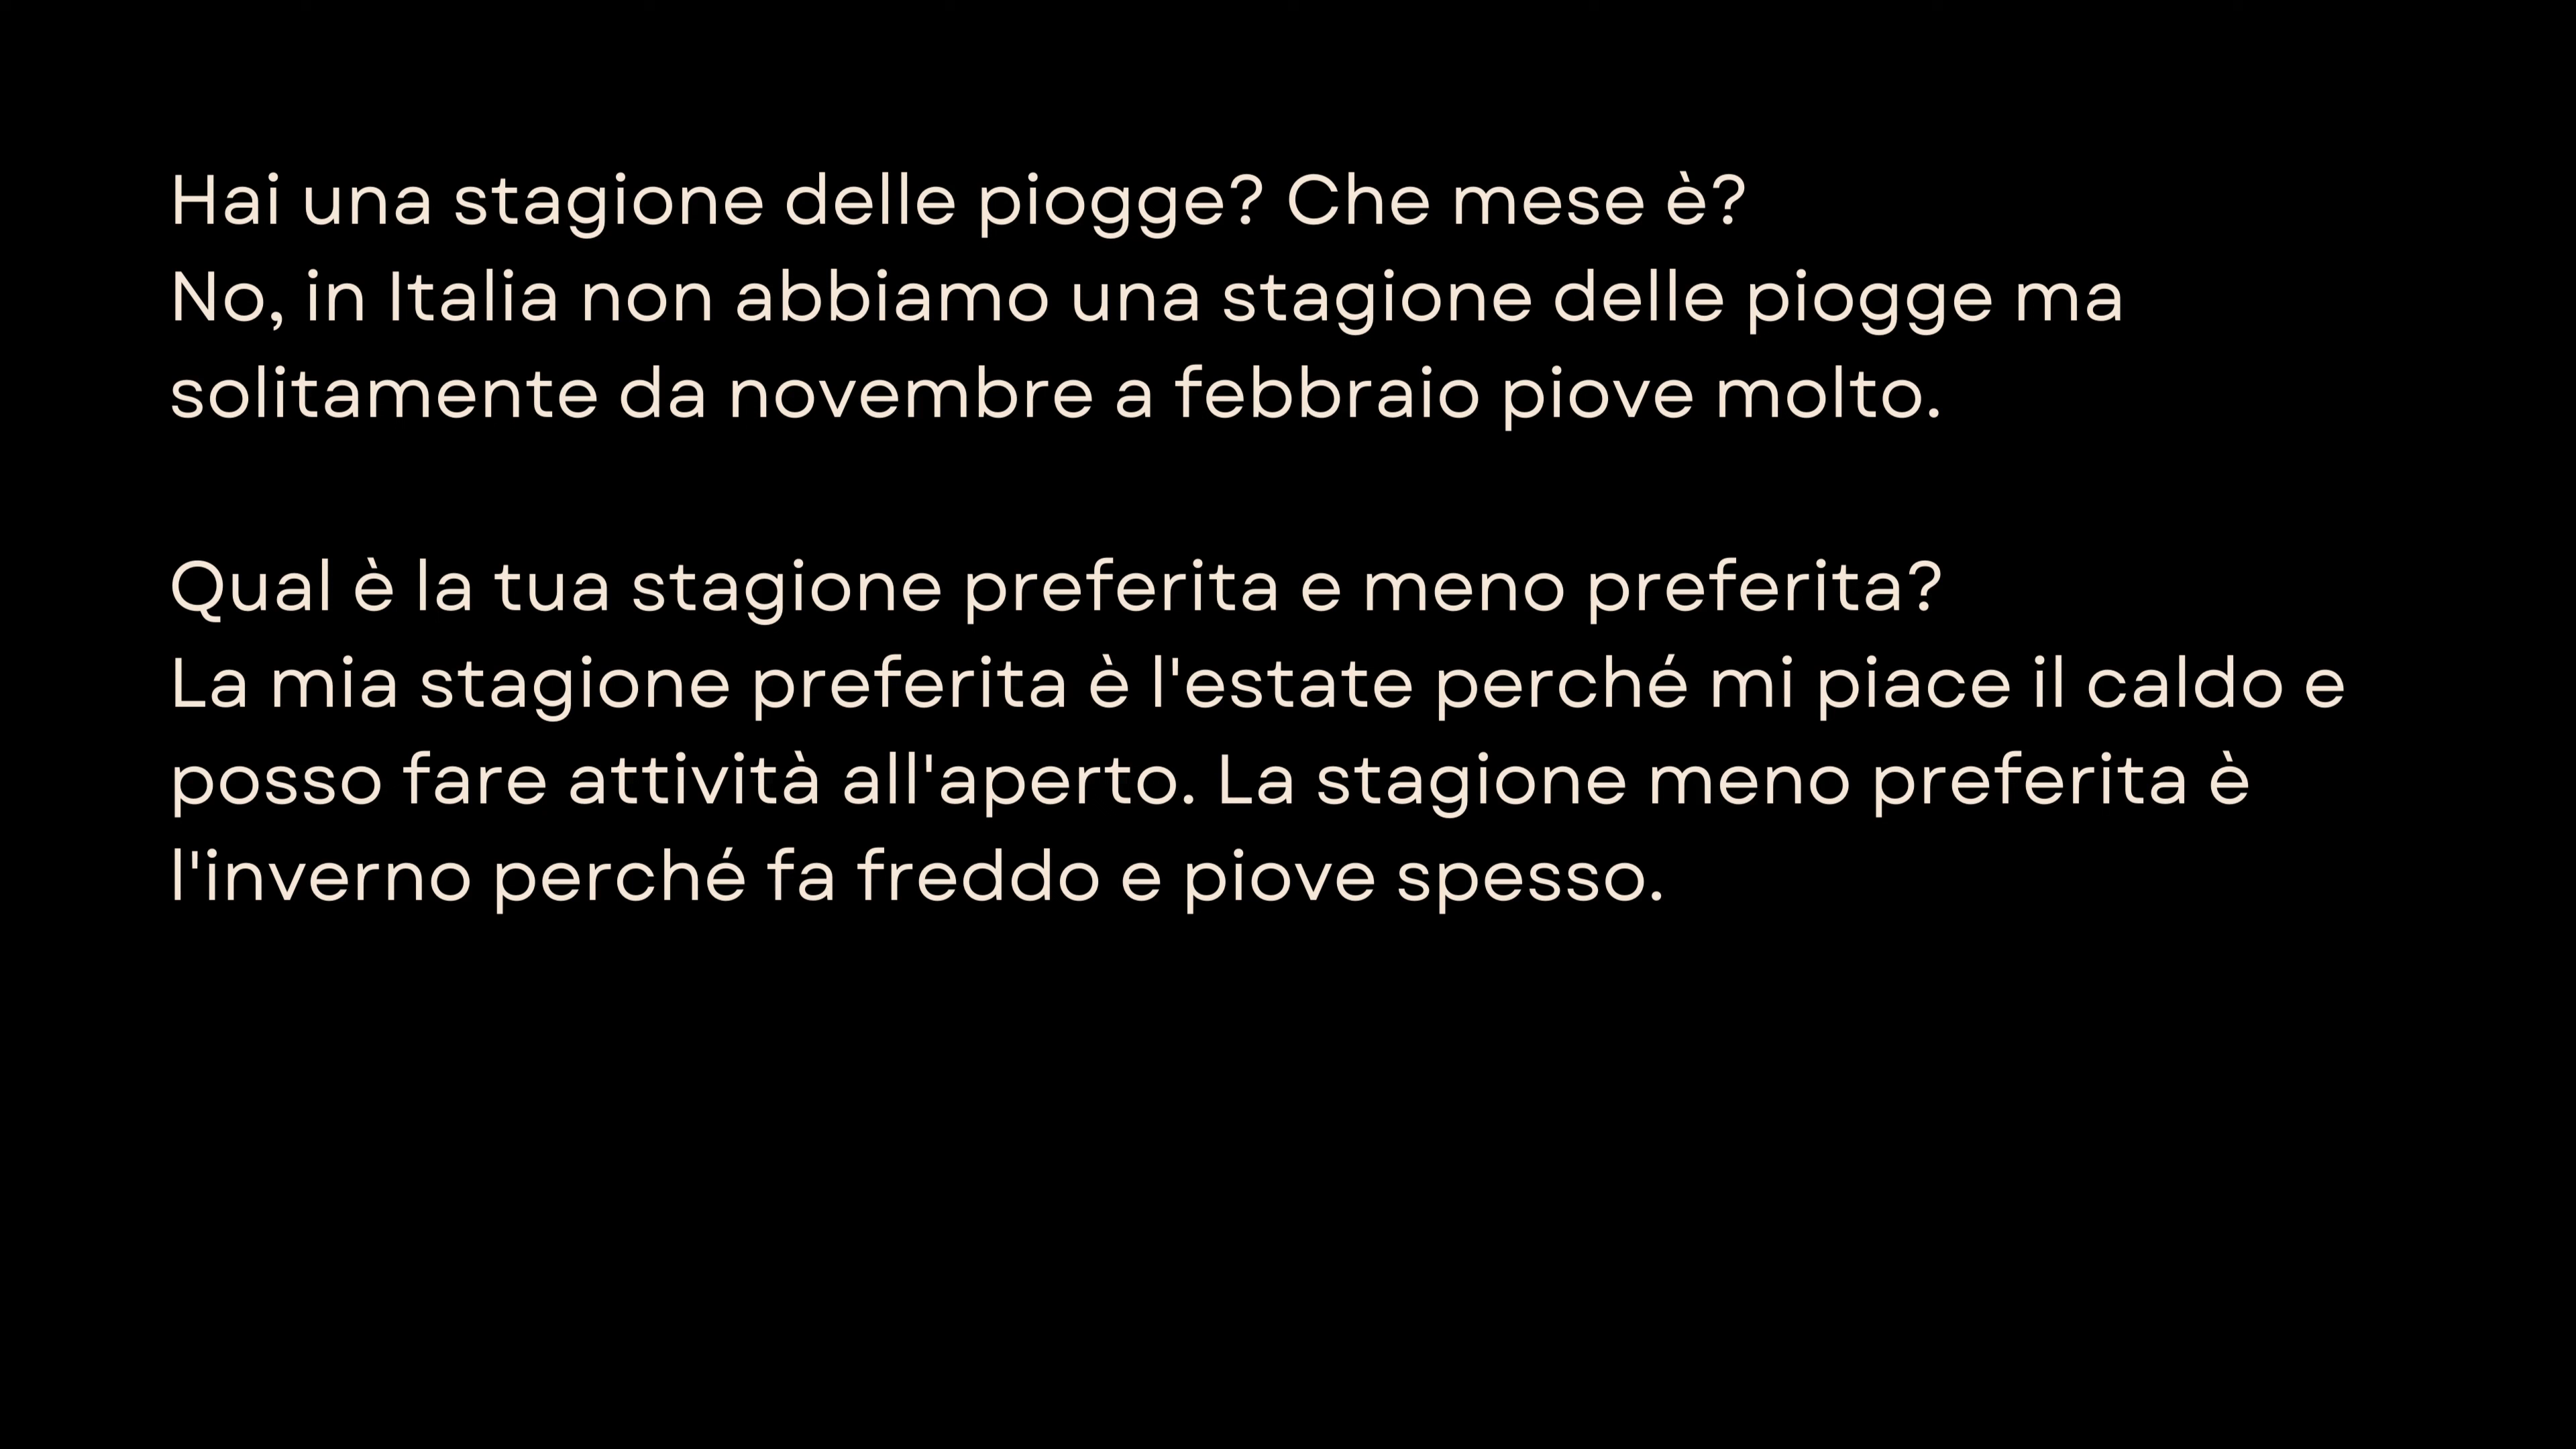 Hai una stagione delle piogge? Che mese è?
No, in Italia non abbiamo una stagione delle piogge ma
solitamente da novembre a febbraio piove molto.
Qual è la tua stagione preferita e meno preferita?
La mia stagione preferita è l'estate perché mi piace il caldo e
posso fare attività all'aperto. La stagione meno preferita è
l'inverno perché fa freddo e piove spesso.